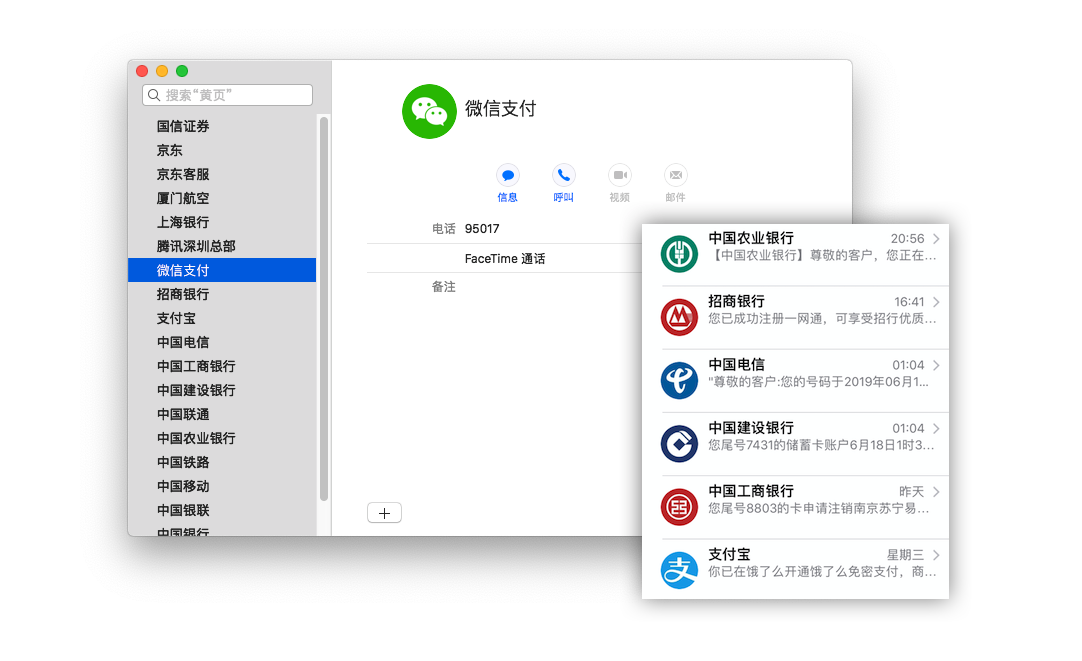 搜索“黄页”
国信证券
京东
京东客服
厦门航空
上海银行
腾讯深圳总部
微信支付
招商银行
支付宝
中国电信
中国工商银行
中国建设银行
中国联通
中国农业银行
中国铁路
中国移动
中国银联
中国银行
微信支付
信息 呼叫 视频 邮件
电话 95017
FaceTime 通话
备注
中国农业银行 20:56
【中国农业银行】尊敬的客户，您正在…
招商银行 16:41
您已成功注册一网通，可享受招行优质…
中国电信 01:04
"尊敬的客户:您的号码于2019年06月1...
中国建设银行 01:04
您尾号7431的储蓄卡账户6月18日1时3…
中国工商银行 昨天
您尾号8803的卡申请注销南京苏宁易…
支付宝 星期三
你已在饿了么开通饿了么免密支付，商…